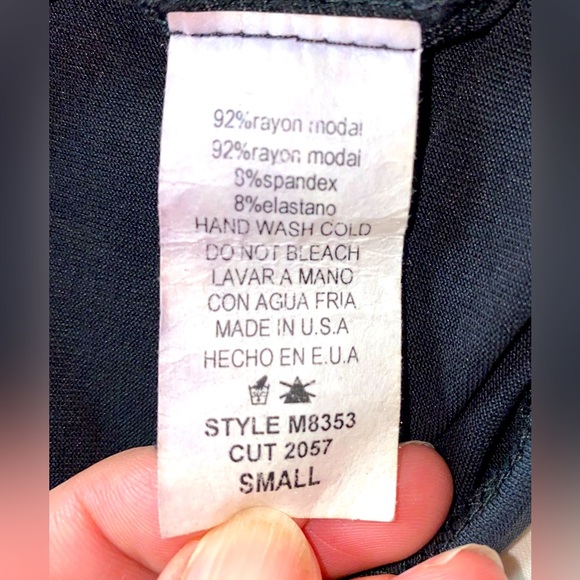 92%rayon modal
92%rayon modal
8%spandex
8%elastano
HAND WASH COLD
DO NOT BLEACH
LAVAR A MANO
CON AGUA FRIA
MADE IN U.S.A
HECHO EN E.U.A
STYLE M8353
CUT 2057
SMALL